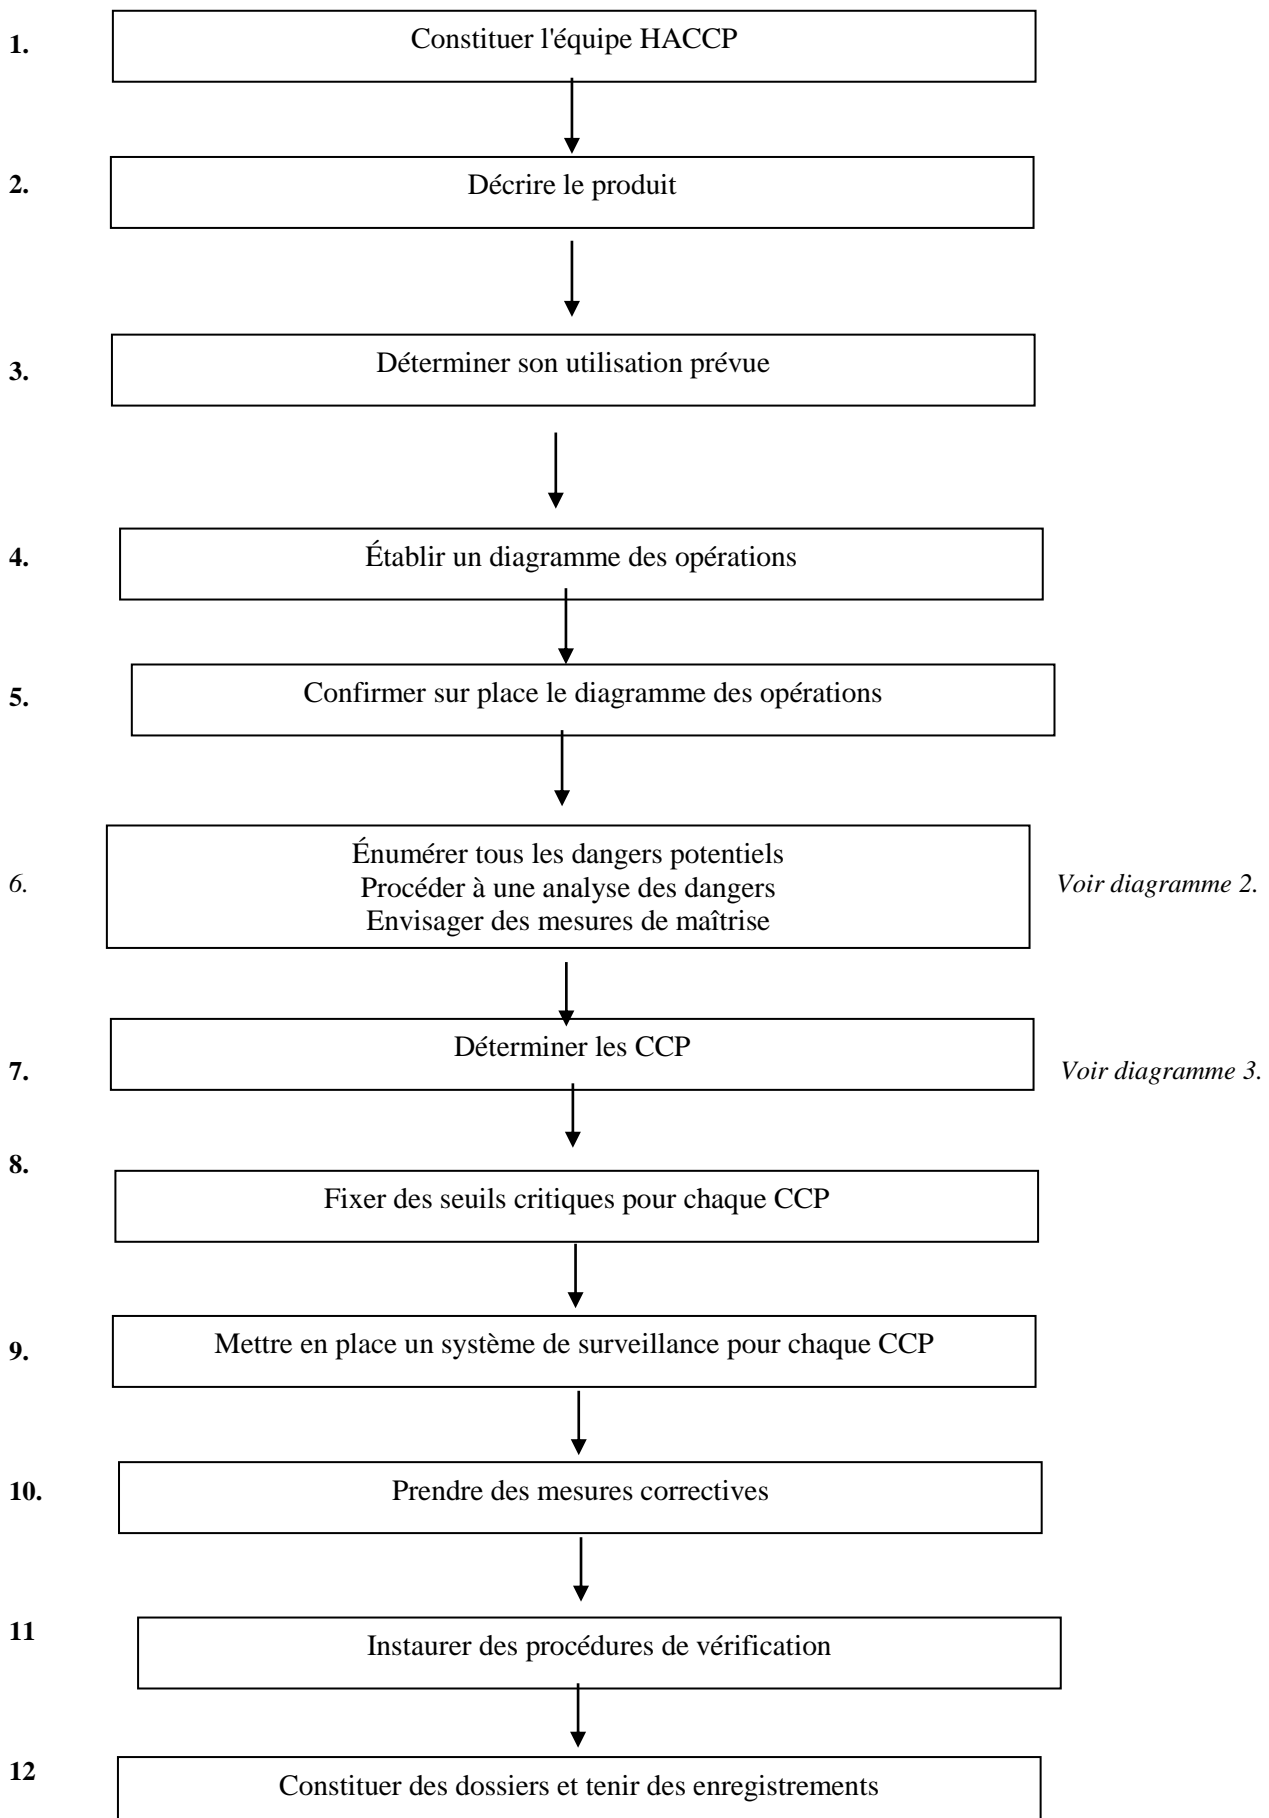 1. Constituer l'équipe HACCP
2. Décrire le produit
3. Déterminer son utilisation prévue
4. Établir un diagramme des opérations
5. Confirmer sur place le diagramme des opérations
Énumérer tous les dangers potentiels
6. Procéder à une analyse des dangers Voir diagramme 2.
Envisager des mesures de maîtrise
Déterminer les CCP
7. Voir diagramme 3.
8.
Fixer des seuils critiques pour chaque CCP
9. Mettre en place un système de surveillance pour chaque CCP
10. Prendre des mesures correctives
11 Instaurer des procédures de vérification
12 Constituer des dossiers et tenir des enregistrements